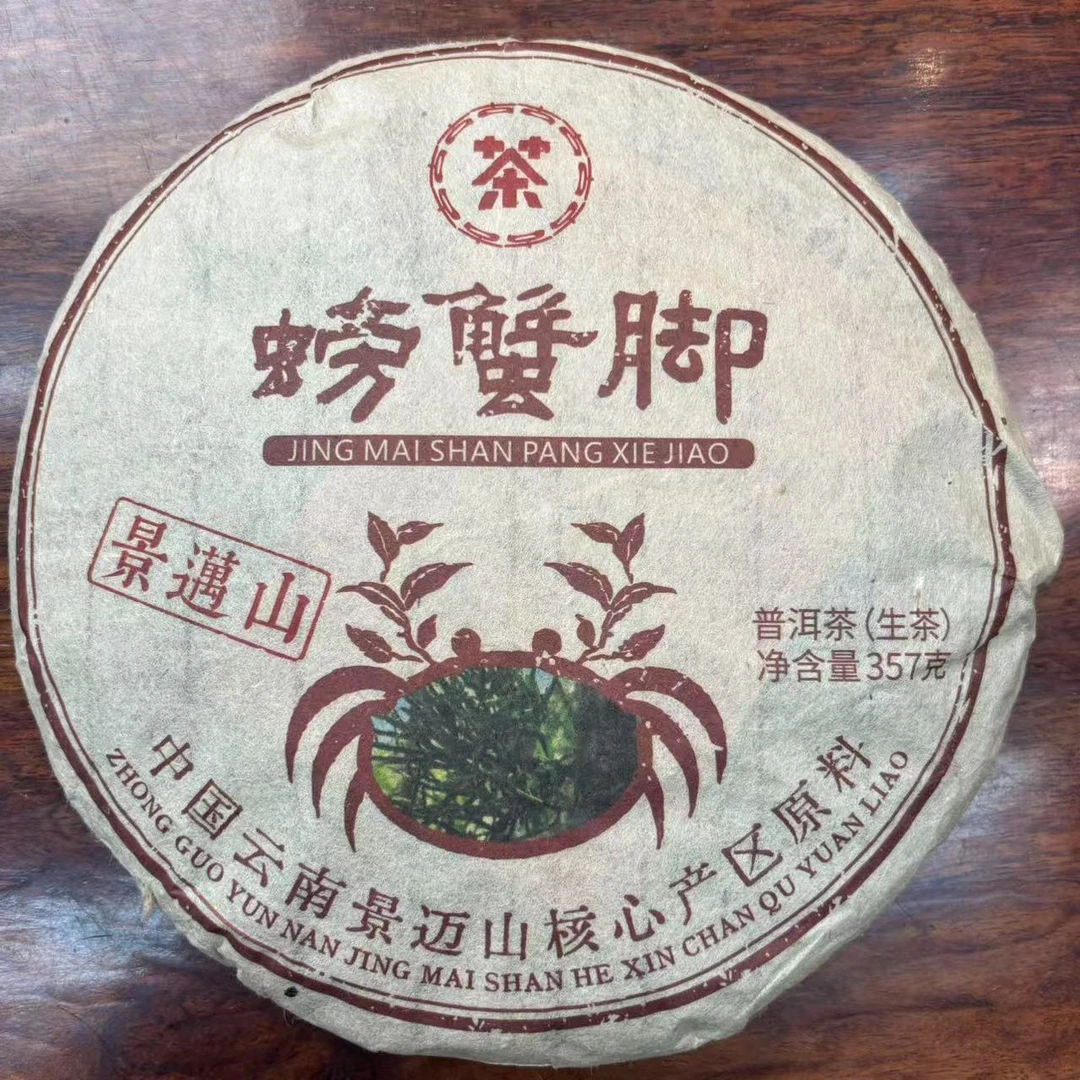 茶
螃蟹脚
JING MAI SHAN PANG XIE JIAO
景邁山
普洱茶(生茶)
净含量357克
中国云南景迈山核心产区原料
ZHONG GUO YUN NAN JING MAI SHAN HE XIN CHAN QU YUAN LIAO